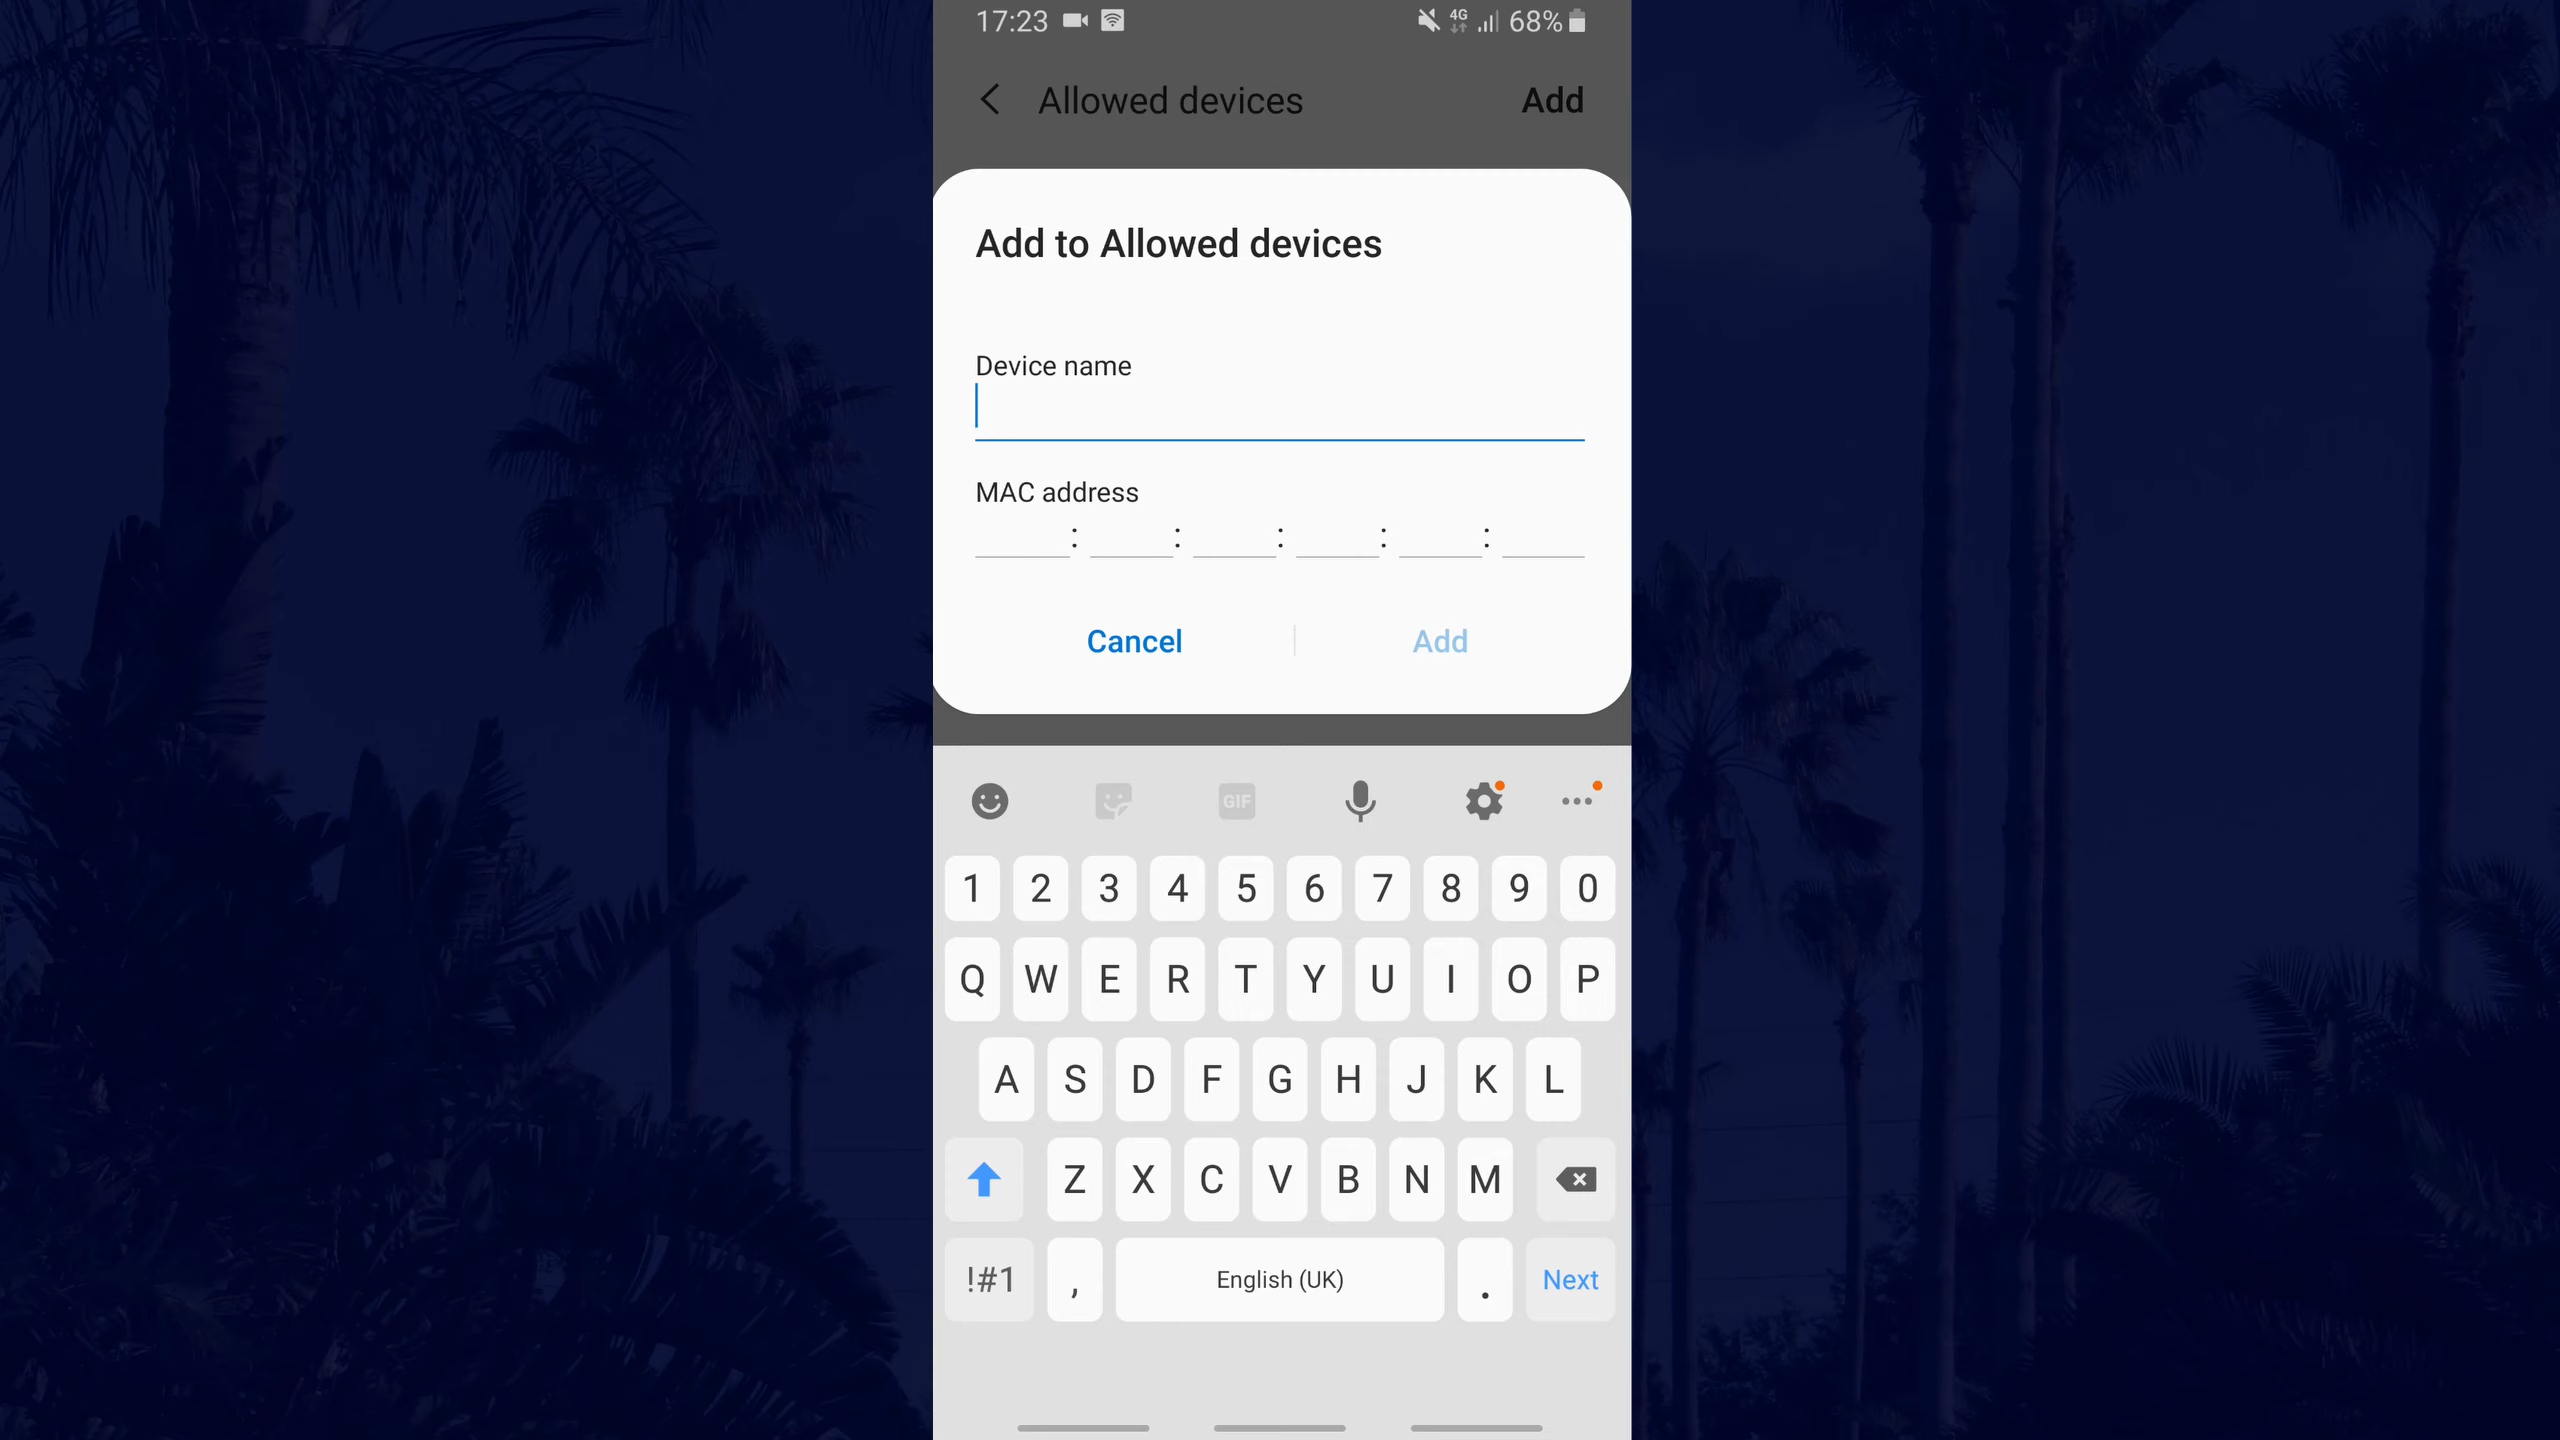 17:23 4G 68%
Allowed devices Add
Add to Allowed devices
Device name
MAC address
: : : : :
Cancel Add
GIF
1 2 3 4 5 6 7 8 9 0
Q W E R T Y U I O P
A S D F G H J K L
Z X C V B N M
!#1 , English (UK) . Next